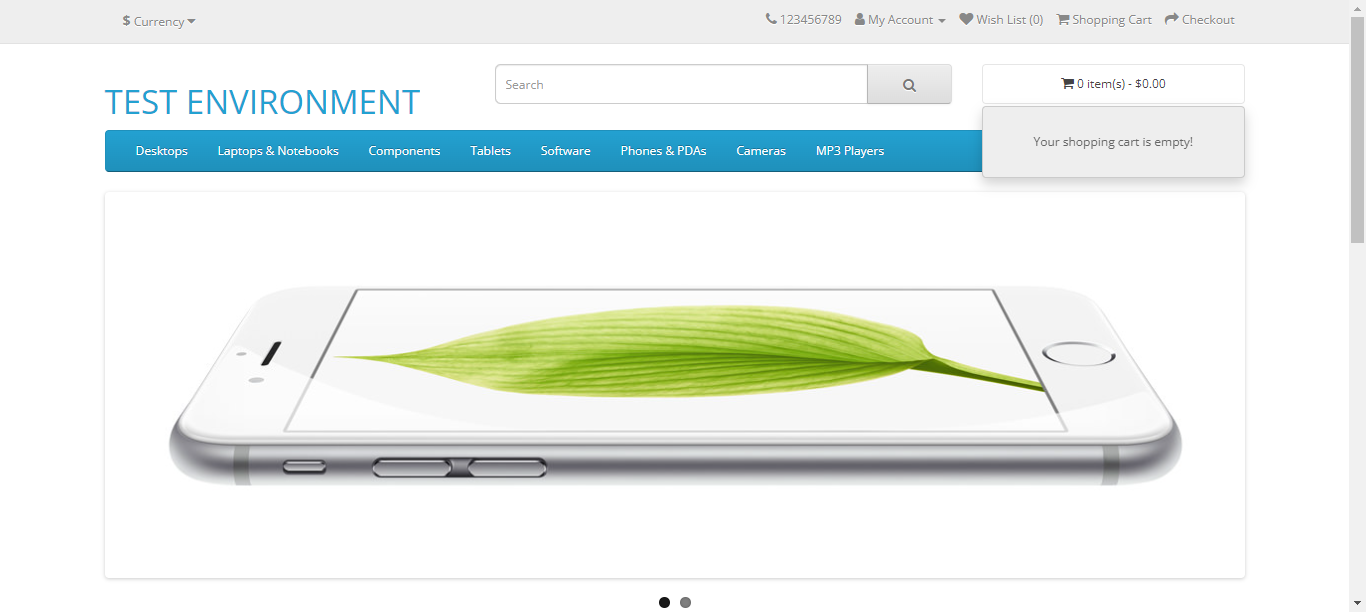 $ Currency
123456789 My Account Wish List (0) Shopping Cart Checkout
TEST ENVIRONMENT
Search
0 item(s) - $0.00
Your shopping cart is empty!
Desktops Laptops & Notebooks Components Tablets Software Phones & PDAs Cameras MP3 Players